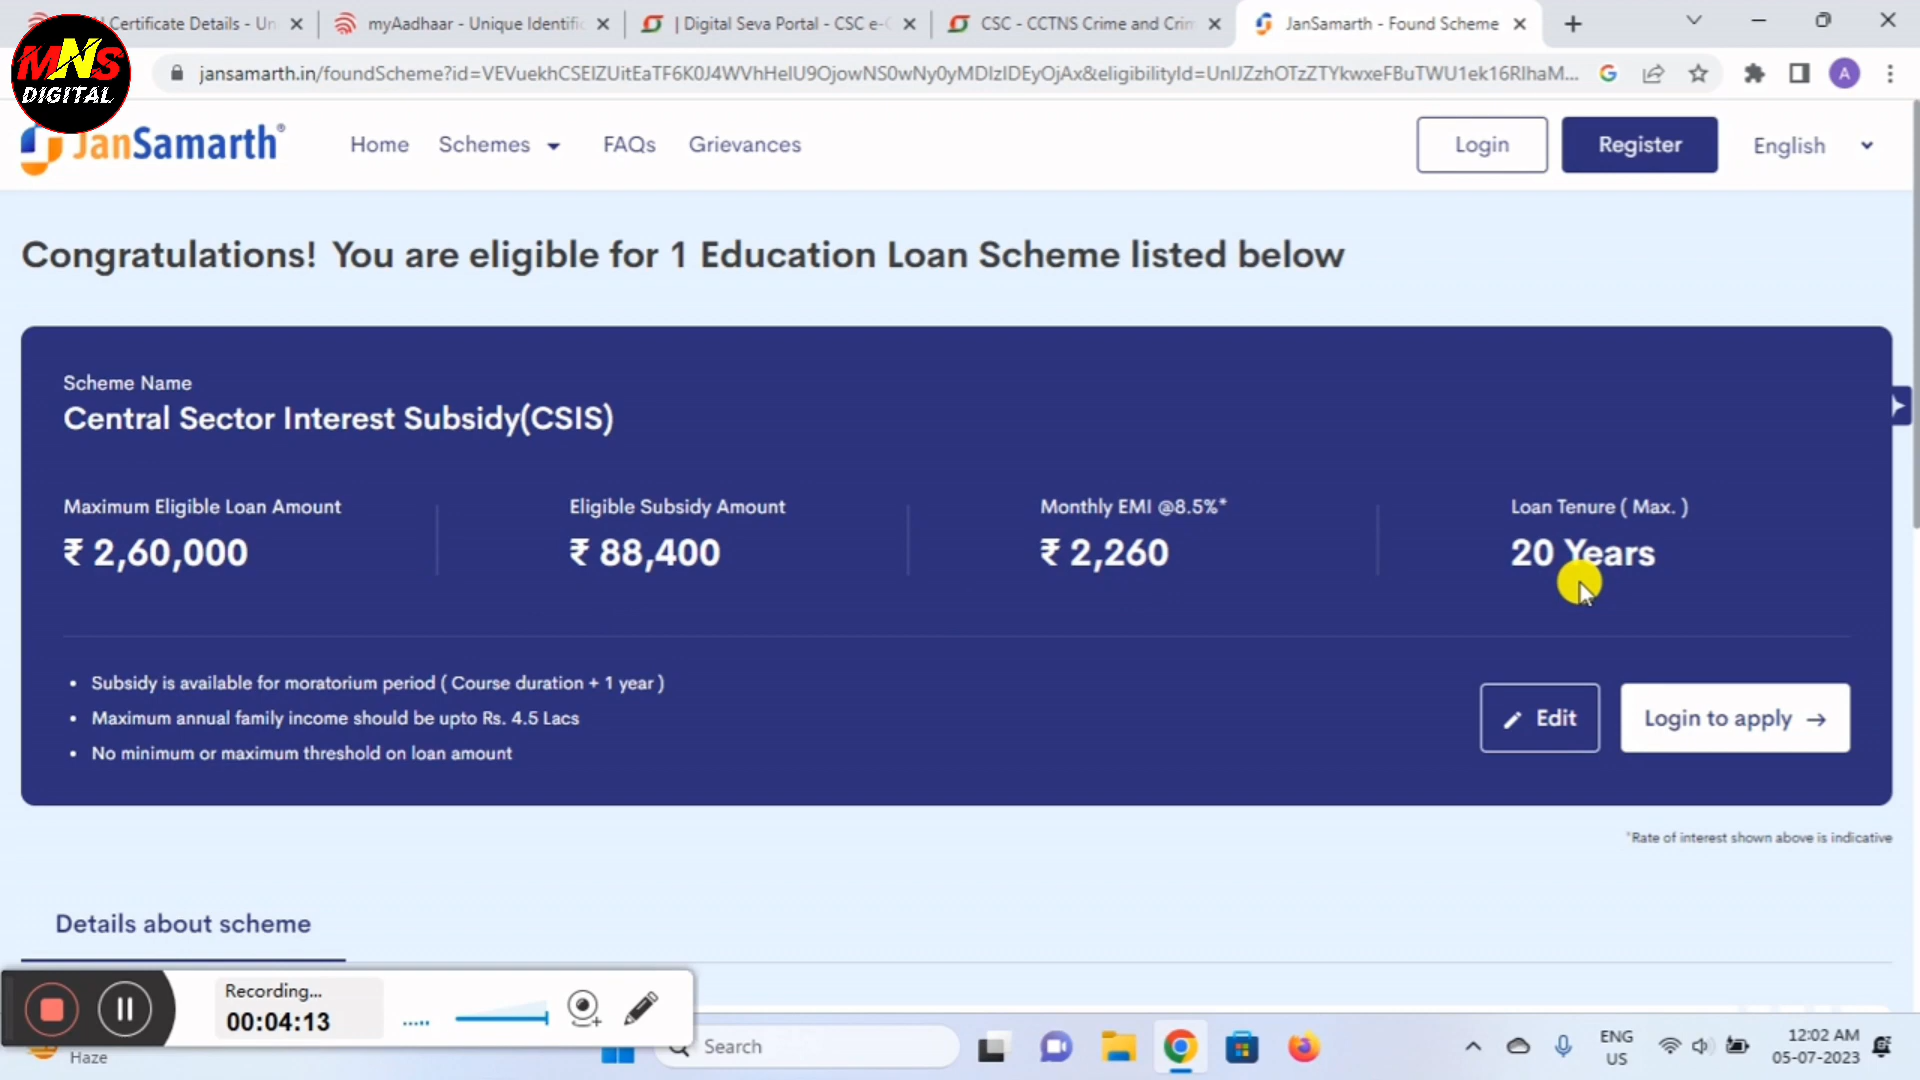 Certificate Details - Un
myAadhaar - Unique Identific
| Digital Seva Portal - CSC e-G
CSC - CCTNS Crime and Crim
JanSamarth - Found Scheme
MNS
DIGITAL
jansamarth.in/foundScheme?id=VEVuekhCSElZUitEaTF6K0J4WVhHelU9OjowNS0wNy0yMDIzIDEyOjAx&eligibilityId=UnlJZzhOTzZTYkwxeFBuTWU1ek16RlhaM...
A
JanSamarth®
Home
Schemes
FAQs
Grievances
Login
Register
English
Congratulations! You are eligible for 1 Education Loan Scheme listed below
Scheme Name
Central Sector Interest Subsidy(CSIS)
Maximum Eligible Loan Amount
₹ 2,60,000
Eligible Subsidy Amount
₹ 88,400
Monthly EMI @8.5%*
₹ 2,260
Loan Tenure ( Max. )
20 Years
• Subsidy is available for moratorium period ( Course duration + 1 year )
• Maximum annual family income should be upto Rs. 4.5 Lacs
• No minimum or maximum threshold on loan amount
Edit
Login to apply →
*Rate of interest shown above is indicative
Details about scheme
Recording...
00:04:13
Haze
Search
ENG
US
12:02 AM
05-07-2023